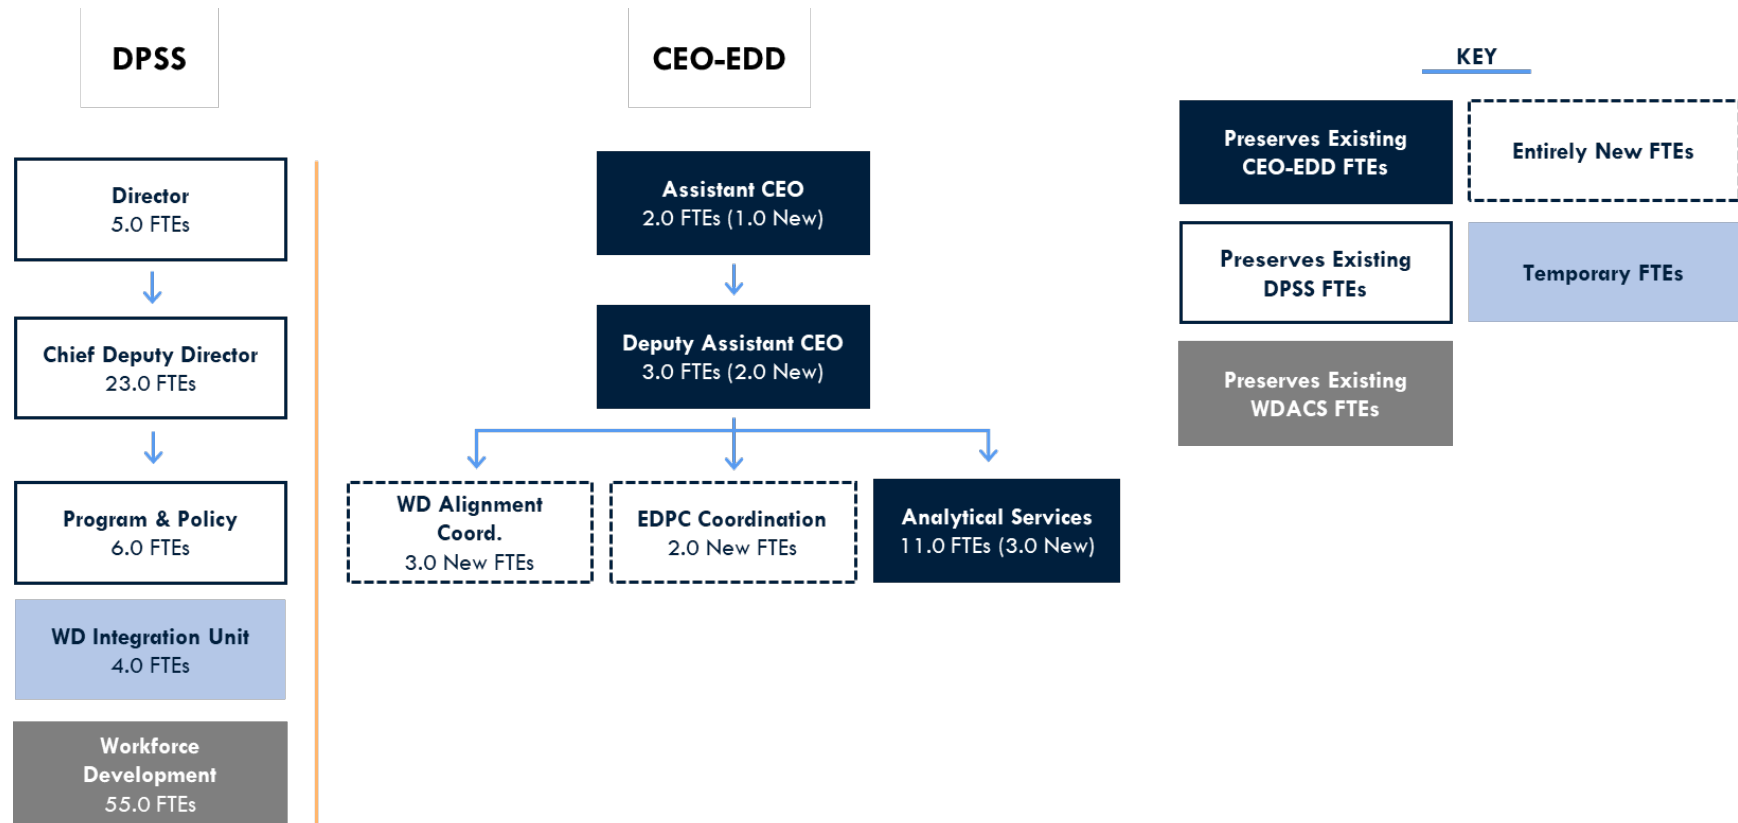 DPSS
Director
5.0 FTEs
Chief Deputy Director
23.0 FTEs
Program & Policy
6.0 FTEs
WD Integration Unit
4.0 FTEs
Workforce
Development
55.0 FTEs
CEO-EDD
Assistant CEO
2.0 FTEs (1.0 New)
Deputy Assistant CEO
3.0 FTEs (2.0 New)
WD Alignment
Coord.
3.0 New FTEs
EDPC Coordination
2.0 New FTEs
Analytical Services
11.0 FTEs (3.0 New)
KEY
Preserves Existing
CEO-EDD FTEs
Entirely New FTEs
Preserves Existing
DPSS FTEs
Temporary FTEs
Preserves Existing
WDACS FTEs